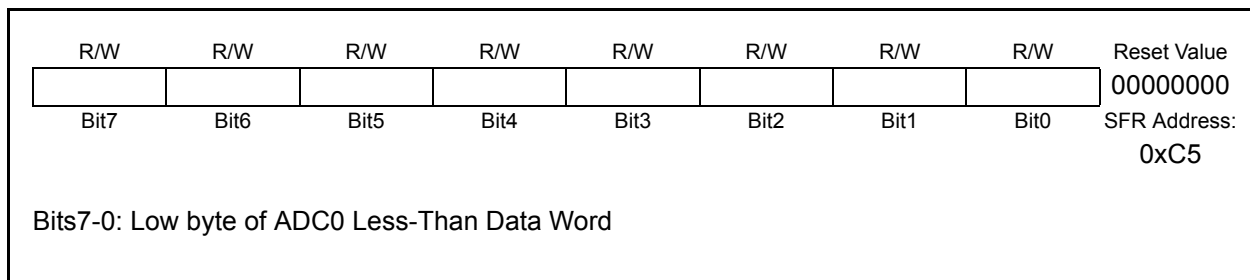 R/W R/W R/W R/W R/W R/W R/W R/W Reset Value
00000000
Bit7 Bit6 Bit5 Bit4 Bit3 Bit2 Bit1 Bit0 SFR Address:
0xC5
Bits7-0: Low byte of ADC0 Less-Than Data Word